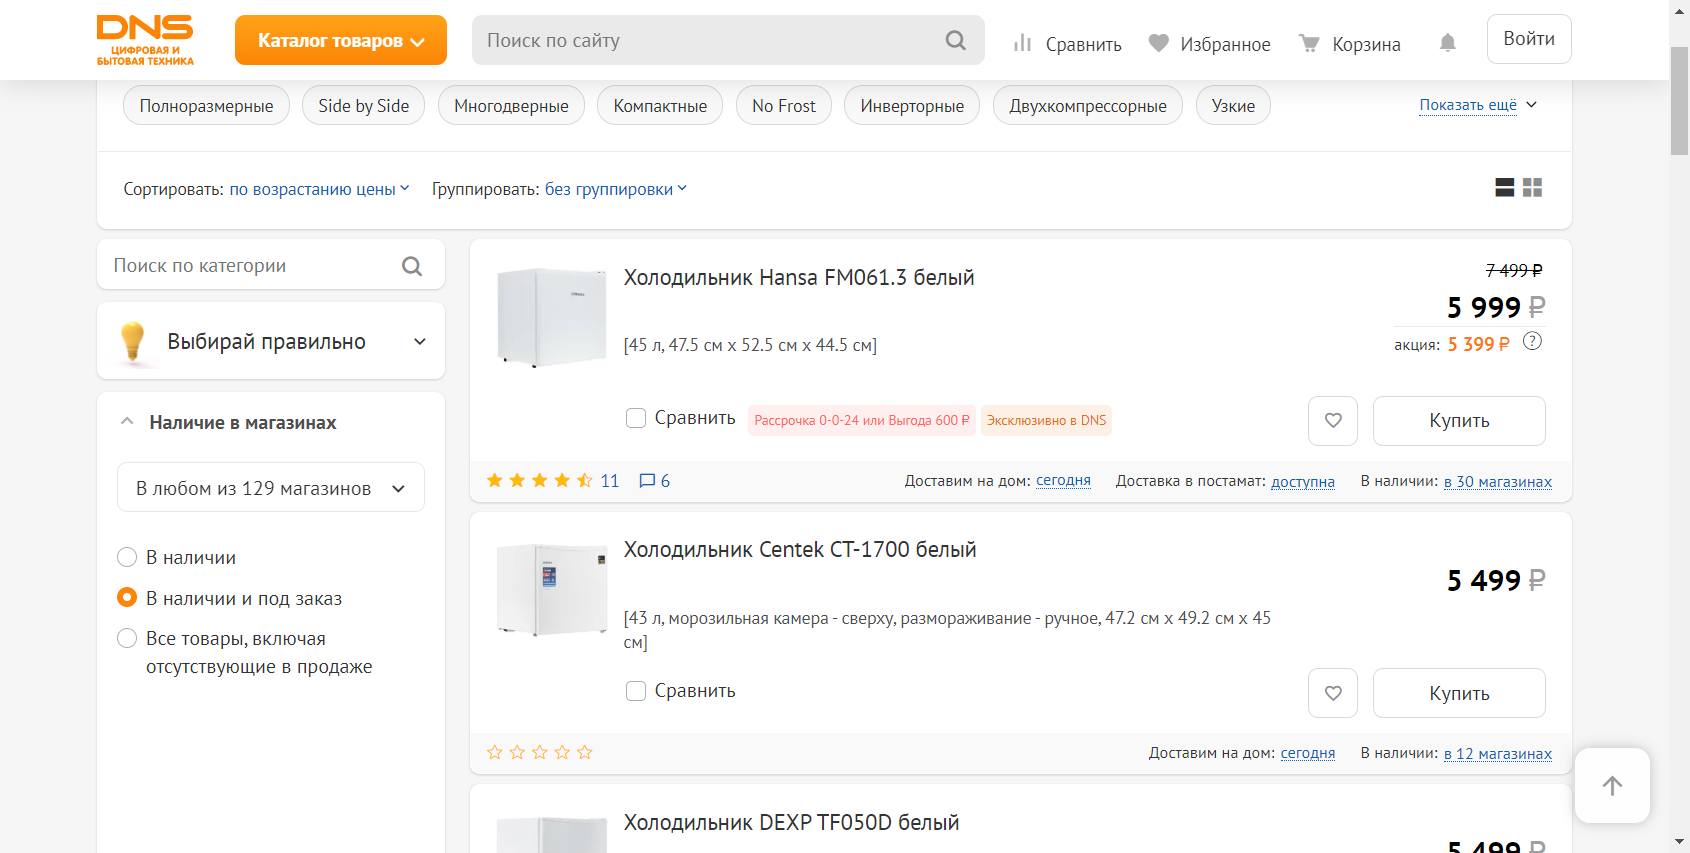 DNS
ЦИФРОВАЯ И
БЫТОВАЯ ТЕХНИКА
Каталог товаров
Поиск по сайту
Сравнить
Избранное
Корзина
Войти
Полноразмерные
Side by Side
Многодверные
Компактные
No Frost
Инверторные
Двухкомпрессорные
Узкие
Показать ещё
Сортировать: по возрастанию цены
Группировать: без группировки
Поиск по категории
Выбирай правильно
Наличие в магазинах
В любом из 129 магазинов
В наличии
В наличии и под заказ
Все товары, включая
отсутствующие в продаже
Холодильник Hansa FM061.3 белый
7 499 ₽
5 999 ₽
акция: 5 399 ₽ ?
[45 л, 47.5 см x 52.5 см x 44.5 см]
Сравнить
Рассрочка 0-0-24 или Выгода 600 ₽
Эксклюзивно в DNS
Купить
11
6
Доставим на дом: сегодня
Доставка в постамат: доступна
В наличии: в 30 магазинах
Холодильник Centek CT-1700 белый
5 499 ₽
[43 л, морозильная камера - сверху, размораживание - ручное, 47.2 см x 49.2 см x 45
см]
Сравнить
Купить
Доставим на дом: сегодня
В наличии: в 12 магазинах
Холодильник DEXP TF050D белый
5 499 ₽